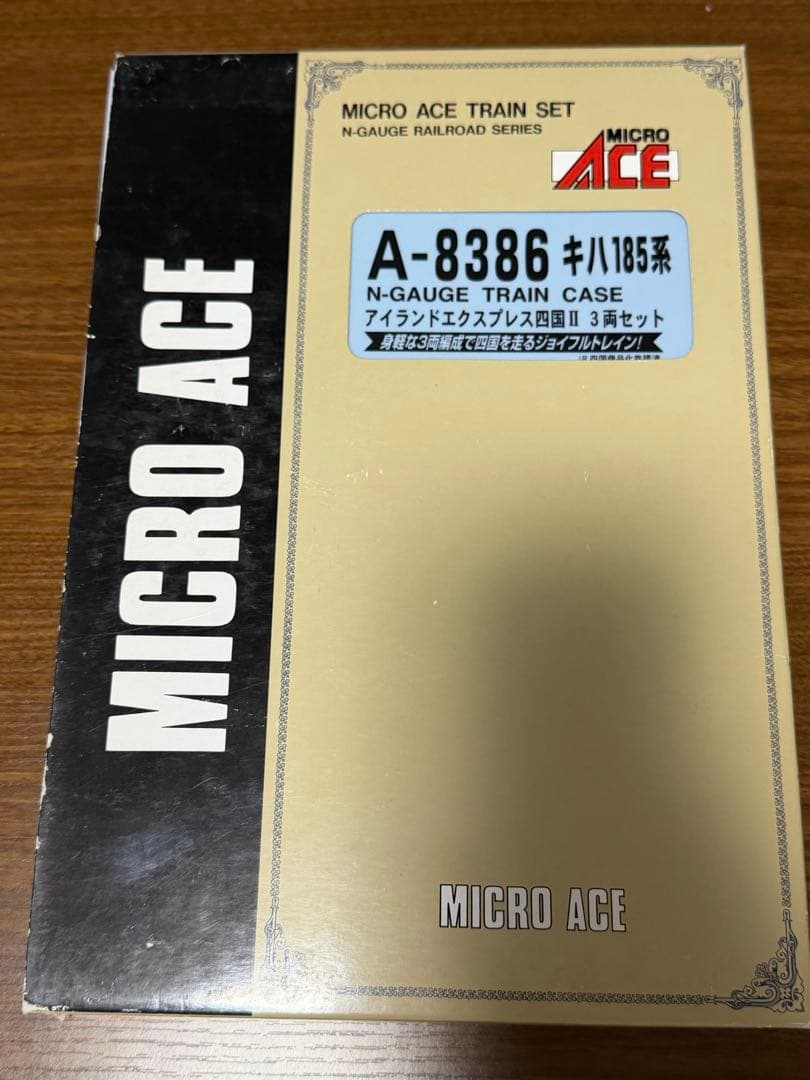 MICRO ACE
MICRO ACE TRAIN SET
N-GAUGE RAILROAD SERIES
MICRO
ACE
A-8386 キハ185系
N-GAUGE TRAIN CASE
アイランドエクスプレス四国II 3両セット
身軽な3両編成で四国を走るジョイフルトレイン!
MICRO ACE